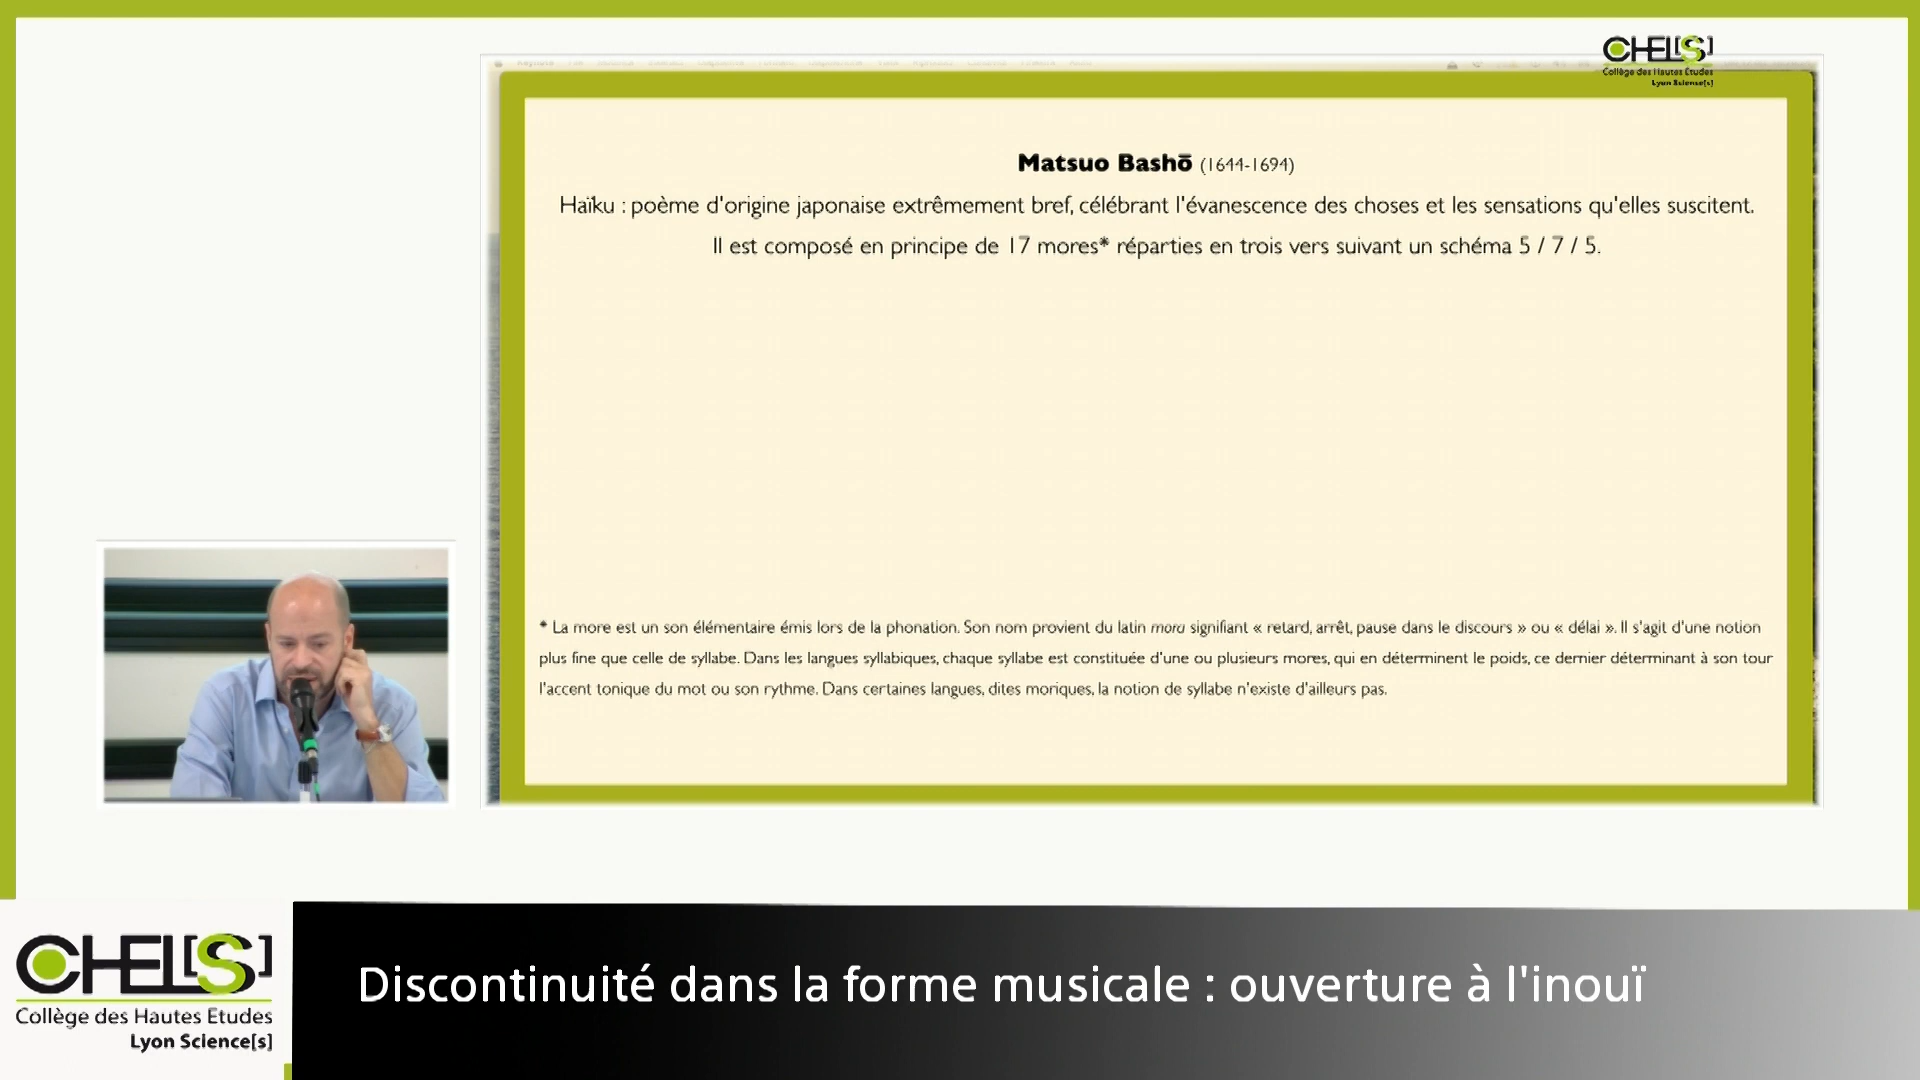 CHEL[S]
Collège des Hautes Etudes
Lyon Science[s]
Matsuo Bashō (1644-1694)
Haïku : poème d'origine japonaise extrêmement bref, célébrant l'évanescence des choses et les sensations qu'elles suscitent.
Il est composé en principe de 17 mores* réparties en trois vers suivant un schéma 5 / 7 / 5.
* La more est un son élémentaire émis lors de la phonation. Son nom provient du latin mora signifiant « retard, arrêt, pause dans le discours » ou « délai ». Il s'agit d'une notion
plus fine que celle de syllabe. Dans les langues syllabiques, chaque syllabe est constituée d'une ou plusieurs mores, qui en déterminent le poids, ce dernier déterminant à son tour
l'accent tonique du mot ou son rythme. Dans certaines langues, dites moriques, la notion de syllabe n'existe d'ailleurs pas.
CHEL[S]
Collège des Hautes Etudes
Lyon Science[s]
Discontinuité dans la forme musicale : ouverture à l'inouï